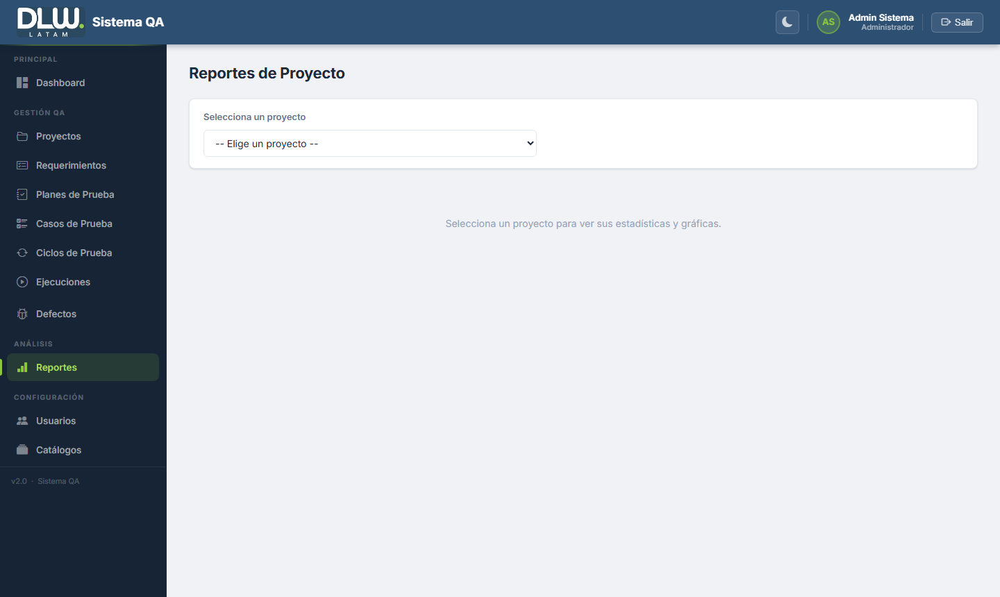 DLW.
LATAM
Sistema QA
AS
Admin Sistema
Administrador
Salir
PRINCIPAL
Dashboard
GESTIÓN QA
Proyectos
Requerimientos
Planes de Prueba
Casos de Prueba
Ciclos de Prueba
Ejecuciones
Defectos
ANÁLISIS
Reportes
CONFIGURACIÓN
Usuarios
Catálogos
v2.0 - Sistema QA
Reportes de Proyecto
Selecciona un proyecto
-- Elige un proyecto --
Selecciona un proyecto para ver sus estadísticas y gráficas.